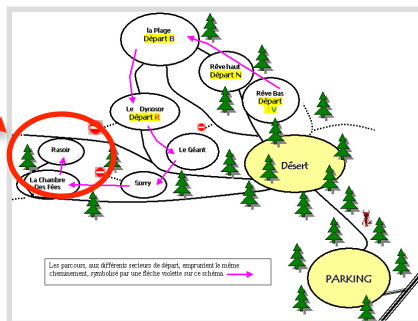 la Plage
Départ B
Rêve haut
Départ N
Rêve Bas
Départ
V
Le Dynosor
Départ R
Rasoir
Le Géant
La Chambre
Des Fées
Sorry
Désert
Les parcours, aux différents secteurs de départ, empruntent le même
cheminement, symbolisé par une flèche violette sur ce schéma.
PARKING